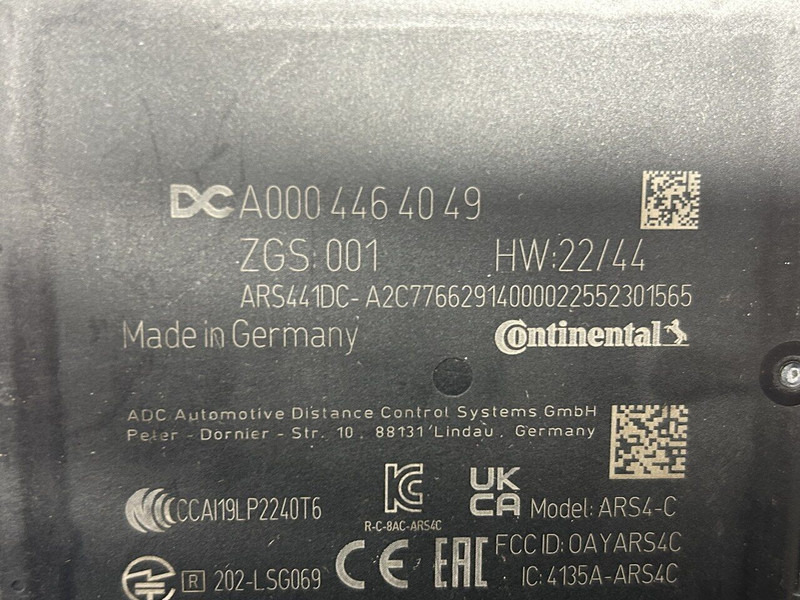 DC A000 446 40 49
ZGS: 001 HW:22/44
ARS441DC- A2C7766291400002255230156​5
Made in Germany Continental
ADC Automotive Distance Control Systems GmbH
Peter - Dornier - Str. 10, 88131 Lindau, Germany
CCAI19LP2240T6
R-C-8AC-ARS4C
UK
CA
Model: ARS4-C
FCC ID: OAYARS4C
R 202-LSG069
CE EAC
IC: 4135A-ARS4C